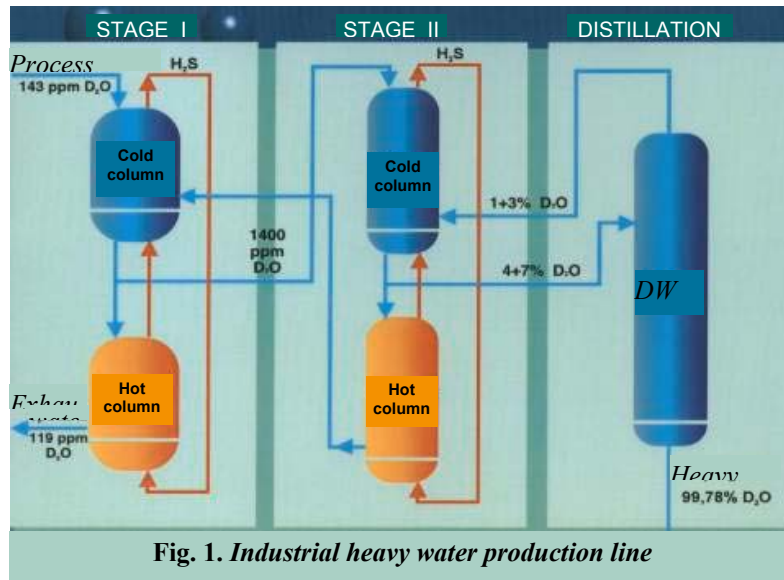 STAGE I
STAGE II
DISTILLATION
Process
143 ppm D₂O
H₂S
Cold
column
Hot
column
119 ppm
D₂O
1400
ppm
D₂O
H₂S
Cold
column
Hot
column
1+3% D₂O
4+7% D₂O
DW
Heavy
99,78% D₂O
Fig. 1. Industrial heavy water production line